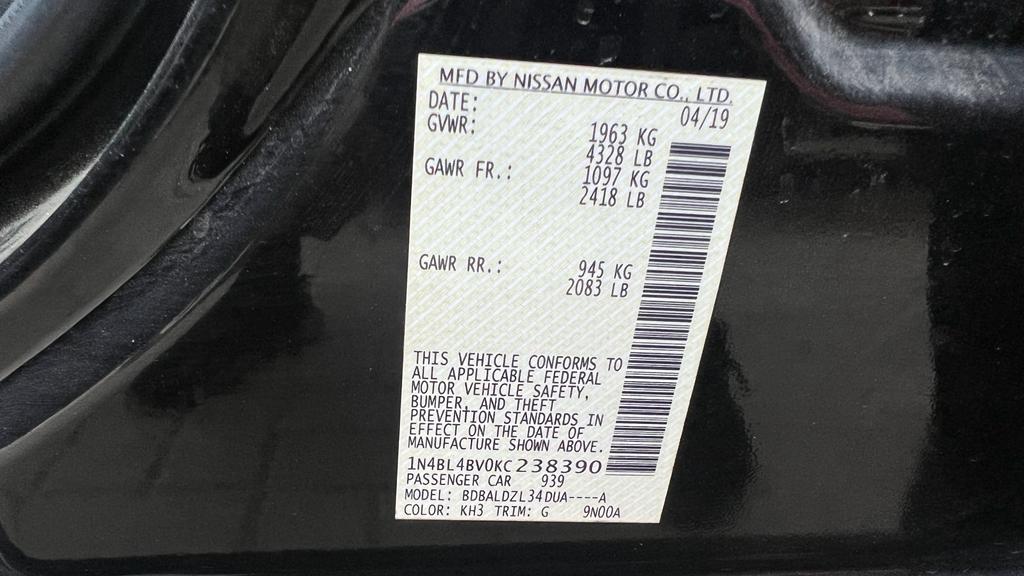 MFD BY NISSAN MOTOR CO., LTD.
DATE: 04/19
GVWR: 1963 KG
4328 LB
GAWR FR.: 1097 KG
2418 LB
GAWR RR.: 945 KG
2083 LB
THIS VEHICLE CONFORMS TO
ALL APPLICABLE FEDERAL
MOTOR VEHICLE SAFETY,
BUMPER, AND THEFT
PREVENTION STANDARDS IN
EFFECT ON THE DATE OF
MANUFACTURE SHOWN ABOVE.
1N4BL4BV0KC238390
PASSENGER CAR 939
MODEL: BDBALDZL34DUA----A
COLOR: KH3 TRIM: G 9N00A